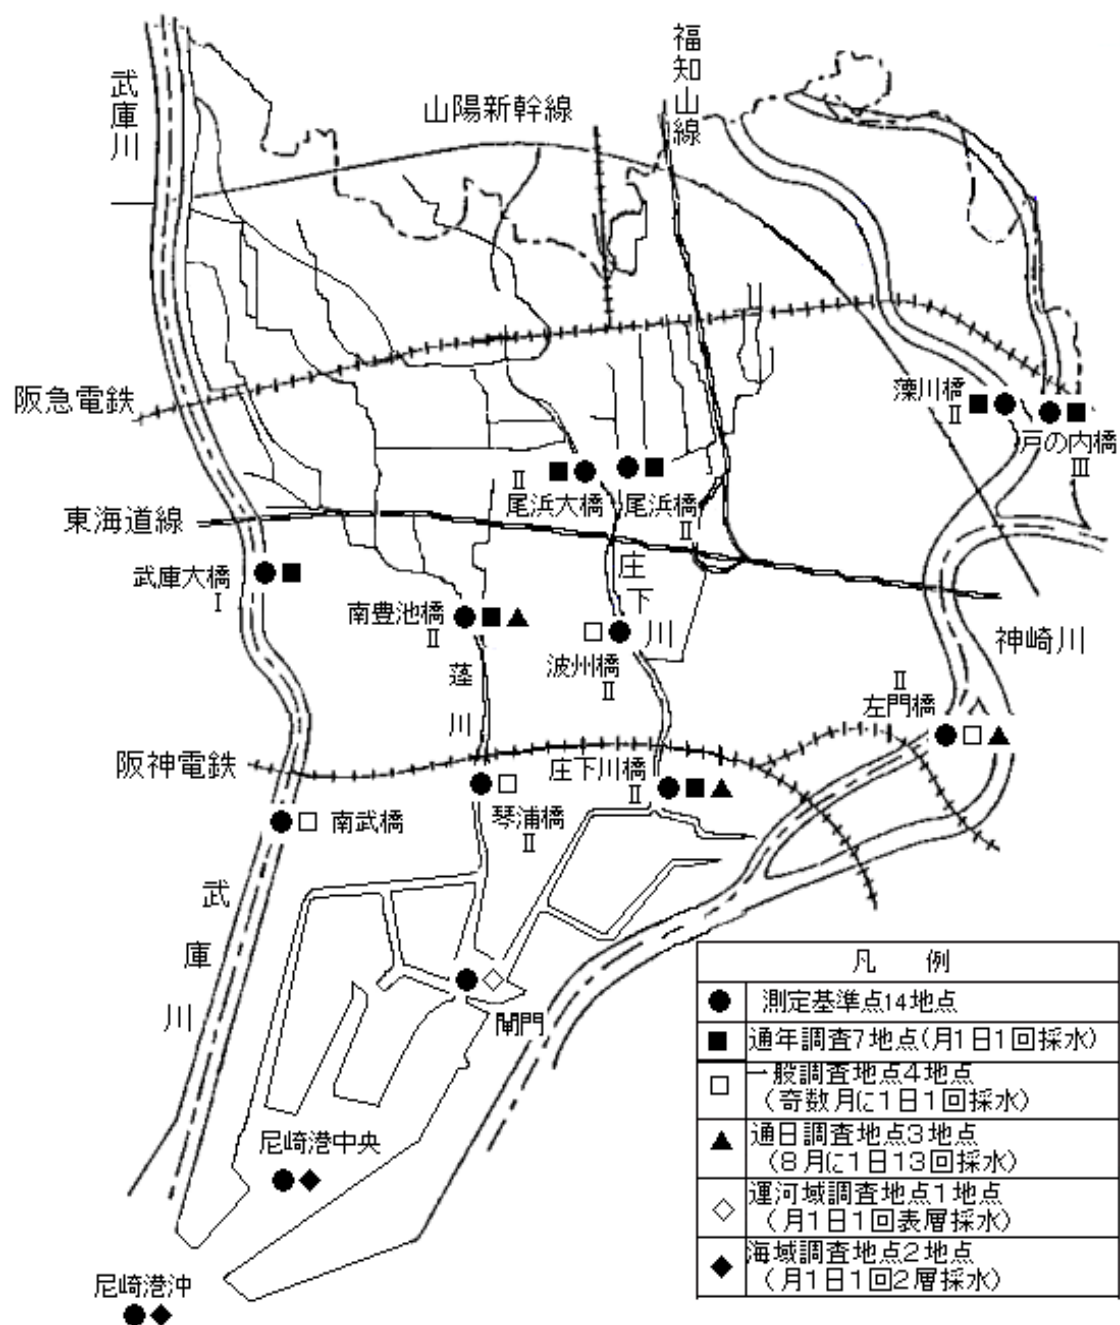 武庫川
山陽新幹線
福知山線
阪急電鉄
藻川橋
Ⅱ
戸の内橋
Ⅲ
Ⅱ
尾浜大橋
尾浜橋
Ⅱ
東海道線
武庫大橋
Ⅰ
南豊池橋
Ⅱ
庄下川
波州橋
Ⅱ
神崎川
蓬川
Ⅱ
左門橋
阪神電鉄
庄下川橋
Ⅱ
琴浦橋
Ⅱ
南武橋
武庫川
閘門
尼崎港中央
尼崎港沖
凡 例
測定基準点14地点
通年調査7地点(月1日1回採水)
一般調査地点4地点
(奇数月に1日1回採水)
通日調査地点3地点
(8月に1日13回採水)
運河域調査地点1地点
(月1日1回表層採水)
海域調査地点2地点
(月1日1回2層採水)